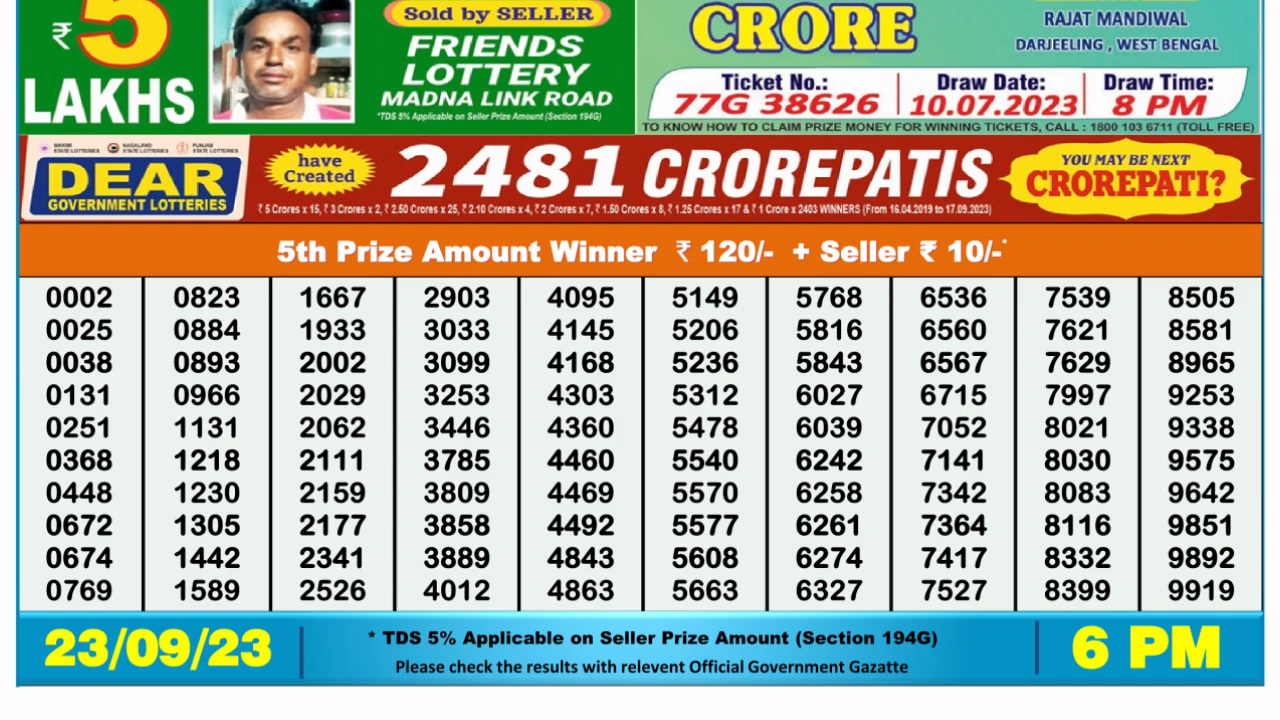 ₹ 5
LAKHS
Sold by SELLER
FRIENDS
LOTTERY
MADNA LINK ROAD
*TDS 5% Applicable on Seller Prize Amount (Section 194G)
CRORE
RAJAT MANDIWAL
DARJEELING , WEST BENGAL
Ticket No.: Draw Date: Draw Time:
77G 38626 10.07.2023 8 PM
TO KNOW HOW TO CLAIM PRIZE MONEY FOR WINNING TICKETS, CALL : 1800 103 6711 (TOLL FREE)
SIKKIM STATE LOTTERIES NAGALAND STATE LOTTERIES PUNJAB STATE LOTTERIES
DEAR
GOVERNMENT LOTTERIES
have
Created
2481 CROREPATIS
₹ 5 Crores x 15, ₹ 3 Crores x 2, ₹ 2.50 Crores x 25, ₹ 2.10 Crores x 4, ₹ 2 Crores x 7, ₹ 1.50 Crores x 8, ₹ 1.25 Crores x 17 & ₹ 1 Crore x 2403 WINNERS (From 16.04.2019 to 17.09.2023)
YOU MAY BE NEXT
CROREPATI?
5th Prize Amount Winner ₹ 120/- + Seller ₹ 10/-*
0002 0823 1667 2903 4095 5149 5768 6536 7539 8505
0025 0884 1933 3033 4145 5206 5816 6560 7621 8581
0038 0893 2002 3099 4168 5236 5843 6567 7629 8965
0131 0966 2029 3253 4303 5312 6027 6715 7997 9253
0251 1131 2062 3446 4360 5478 6039 7052 8021 9338
0368 1218 2111 3785 4460 5540 6242 7141 8030 9575
0448 1230 2159 3809 4469 5570 6258 7342 8083 9642
0672 1305 2177 3858 4492 5577 6261 7364 8116 9851
0674 1442 2341 3889 4843 5608 6274 7417 8332 9892
0769 1589 2526 4012 4863 5663 6327 7527 8399 9919
23/09/23
* TDS 5% Applicable on Seller Prize Amount (Section 194G)
Please check the results with relevent Official Government Gazatte
6 PM